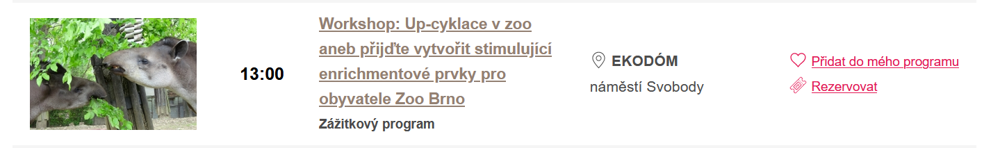 13:00
Workshop: Up-cyklace v zoo
aneb přijďte vytvořit stimulující
enrichmentové prvky pro
obyvatele Zoo Brno
Zážitkový program
EKODÓM
náměstí Svobody
Přidat do mého programu
Rezervovat